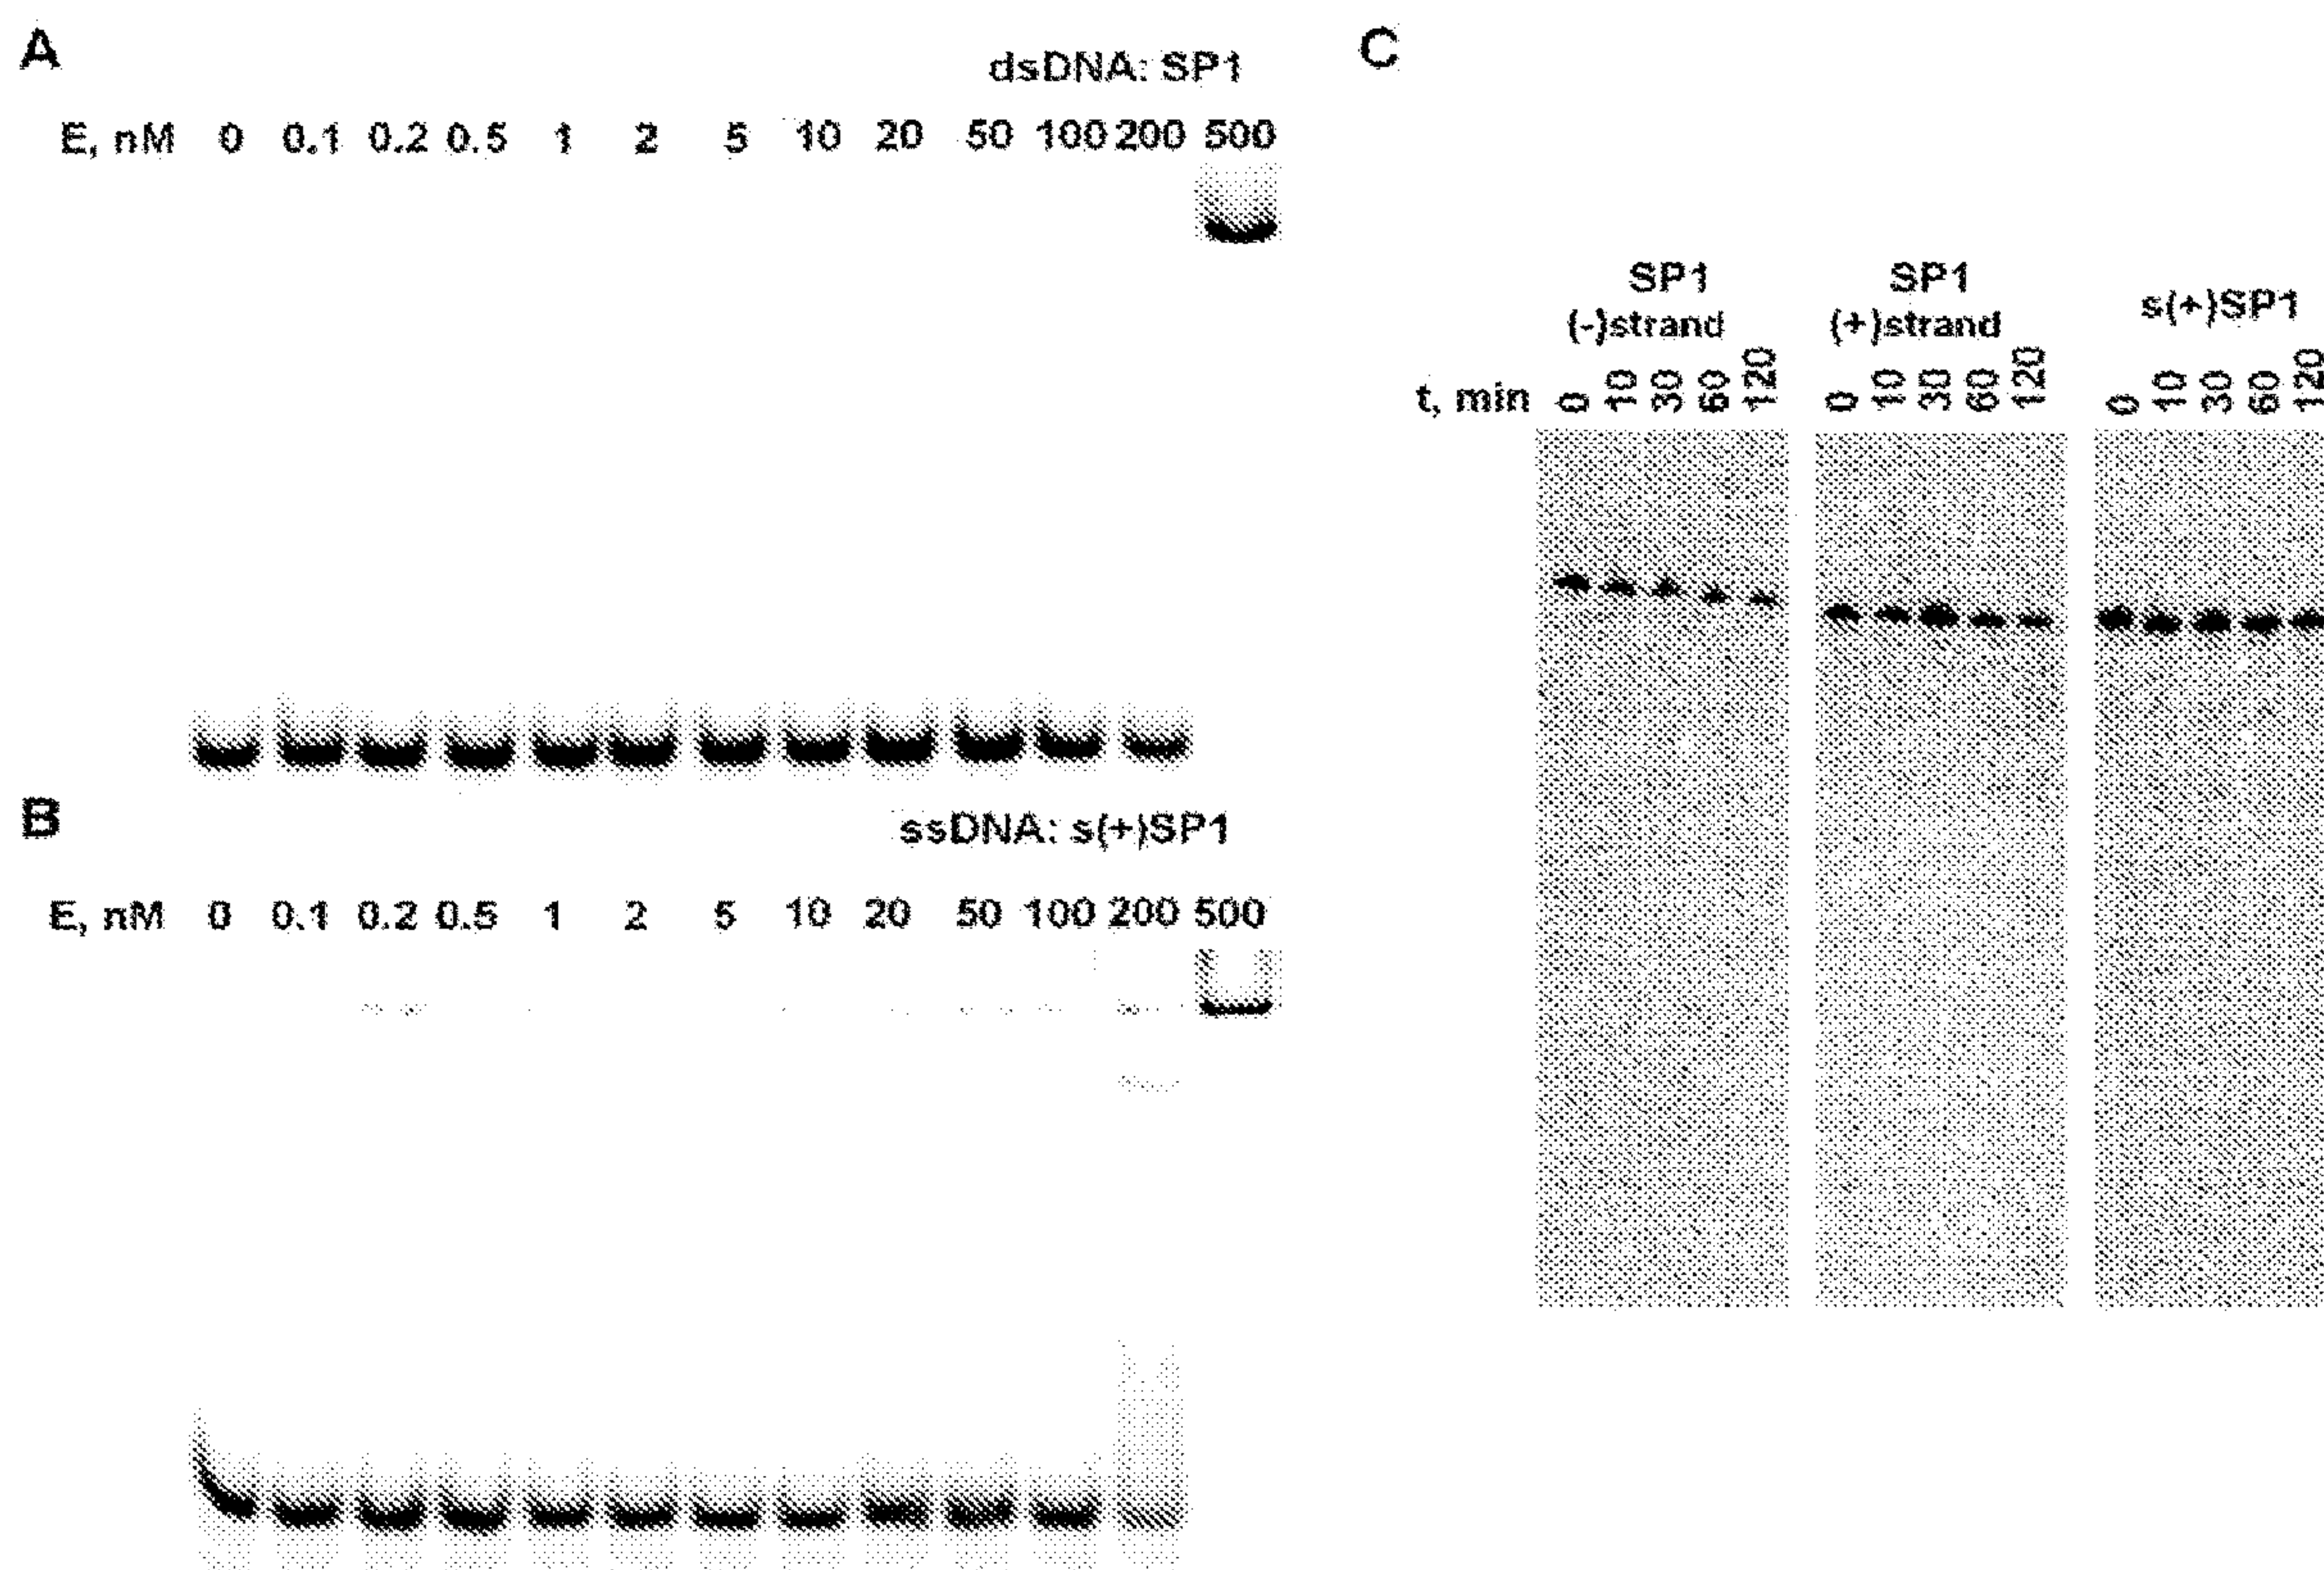 A
dsDNA: SP1
E, nM 0 0.1 0.2 0.5 1 2 5 10 20 50 100 200 500
B
ssDNA: s(+)SP1
E, nM 0 0.1 0.2 0.5 1 2 5 10 20 50 100 200 500
C
SP1
(-)strand
SP1
(+)strand
s(+)SP1
t, min 0 10 30 60 120 0 10 30 60 120 0 10 30 60 120